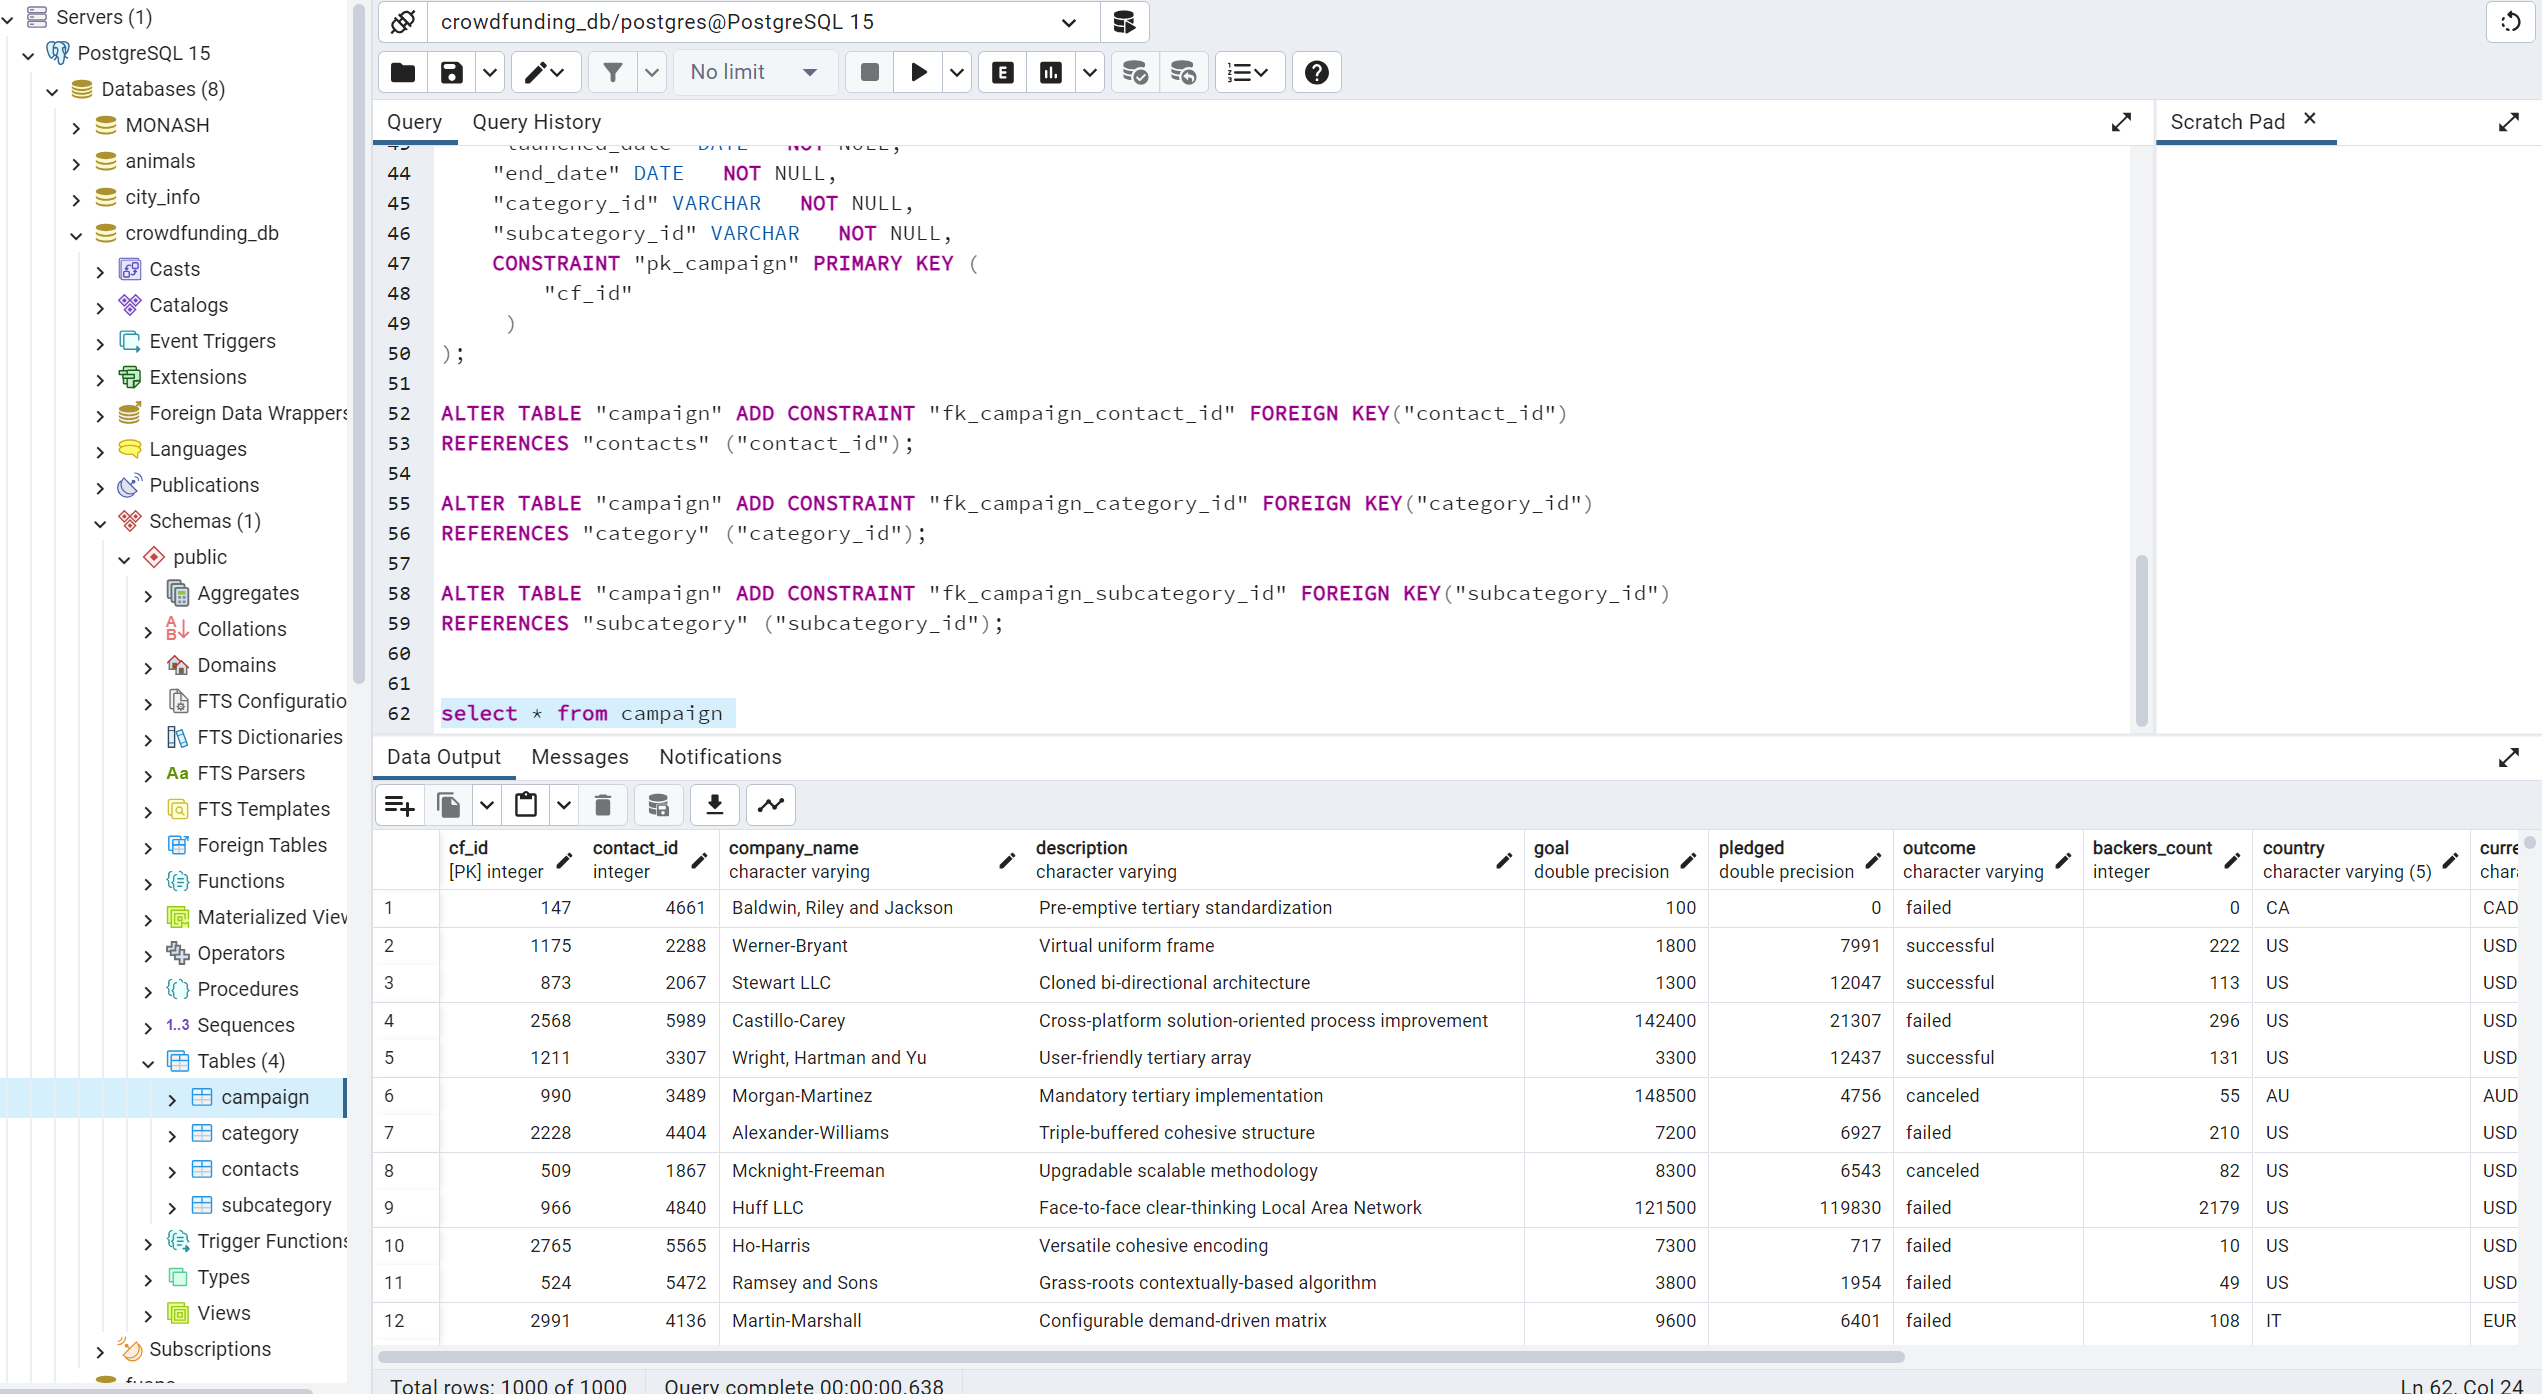 Servers (1)
PostgreSQL 15
Databases (8)
MONASH
animals
city_info
crowdfunding_db
Casts
Catalogs
Event Triggers
Extensions
Foreign Data Wrappers
Languages
Publications
Schemas (1)
public
Aggregates
Collations
Domains
FTS Configuratio
FTS Dictionaries
Aa FTS Parsers
FTS Templates
Foreign Tables
Functions
Materialized Viev
Operators
Procedures
1..3 Sequences
Tables (4)
campaign
category
contacts
subcategory
Trigger Functions
Types
Views
Subscriptions
crowdfunding_db/postgres@PostgreSQL 15
No limit
E
Query Query History
Scratch Pad
43 "launched_date" DATE NOT NULL,
44 "end_date" DATE NOT NULL,
45 "category_id" VARCHAR NOT NULL,
46 "subcategory_id" VARCHAR NOT NULL,
47 CONSTRAINT "pk_campaign" PRIMARY KEY (
48 "cf_id"
49 )
50 );
51
52 ALTER TABLE "campaign" ADD CONSTRAINT "fk_campaign_contact_id" FOREIGN KEY("contact_id")
53 REFERENCES "contacts" ("contact_id");
54
55 ALTER TABLE "campaign" ADD CONSTRAINT "fk_campaign_category_id" FOREIGN KEY("category_id")
56 REFERENCES "category" ("category_id");
57
58 ALTER TABLE "campaign" ADD CONSTRAINT "fk_campaign_subcategory_id" FOREIGN KEY("subcategory_id")
59 REFERENCES "subcategory" ("subcategory_id");
60
61
62 select * from campaign
Data Output Messages Notifications
cf_id contact_id company_name description goal pledged outcome backers_count country curre
[PK] integer integer character varying character varying double precision double precision character varying integer character varying (5) chara
1 147 4661 Baldwin, Riley and Jackson Pre-emptive tertiary standardization 100 0 failed 0 CA CAD
2 1175 2288 Werner-Bryant Virtual uniform frame 1800 7991 successful 222 US USD
3 873 2067 Stewart LLC Cloned bi-directional architecture 1300 12047 successful 113 US USD
4 2568 5989 Castillo-Carey Cross-platform solution-oriented process improvement 142400 21307 failed 296 US USD
5 1211 3307 Wright, Hartman and Yu User-friendly tertiary array 3300 12437 successful 131 US USD
6 990 3489 Morgan-Martinez Mandatory tertiary implementation 148500 4756 canceled 55 AU AUD
7 2228 4404 Alexander-Williams Triple-buffered cohesive structure 7200 6927 failed 210 US USD
8 509 1867 Mcknight-Freeman Upgradable scalable methodology 8300 6543 canceled 82 US USD
9 966 4840 Huff LLC Face-to-face clear-thinking Local Area Network 121500 119830 failed 2179 US USD
10 2765 5565 Ho-Harris Versatile cohesive encoding 7300 717 failed 10 US USD
11 524 5472 Ramsey and Sons Grass-roots contextually-based algorithm 3800 1954 failed 49 US USD
12 2991 4136 Martin-Marshall Configurable demand-driven matrix 9600 6401 failed 108 IT EUR
Total rows: 1000 of 1000 Query complete 00:00:00.638 Ln 62, Col 24